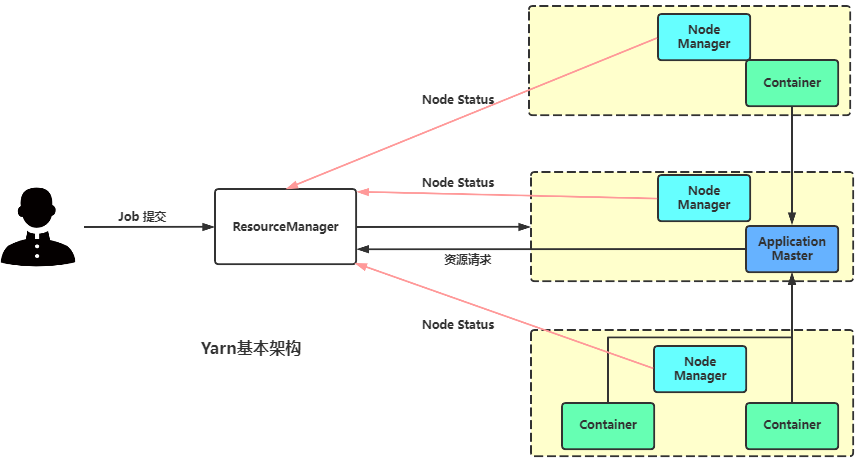 Node
Manager
Container
Node Status
Node Status
Node
Manager
Job 提交
ResourceManager
Application
Master
资源请求
Node Status
Yarn基本架构
Node
Manager
Container
Container